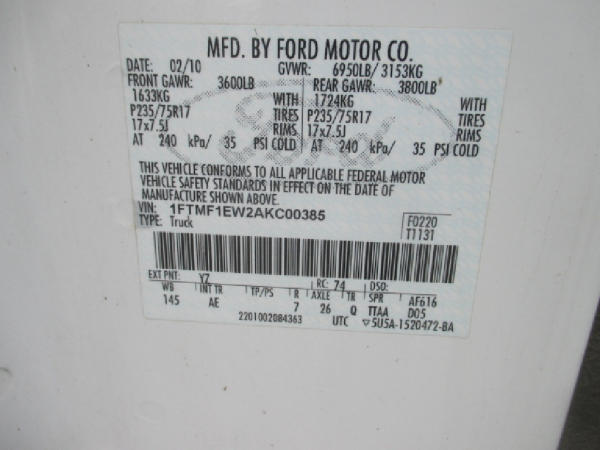 MFD. BY FORD MOTOR CO.
DATE: 02/10 GVWR: 6950LB/ 3153KG
FRONT GAWR: 3600LB REAR GAWR: 3800LB
1633KG WITH 1724KG WITH
P235/75R17 TIRES P235/75R17 TIRES
17x7.5J RIMS 17x7.5J RIMS
AT 240 kPa/ 35 PSI COLD AT 240 kPa/ 35 PSI COLD
Ford
THIS VEHICLE CONFORMS TO ALL APPLICABLE FEDERAL MOTOR
VEHICLE SAFETY STANDARDS IN EFFECT ON THE DATE OF
MANUFACTURE SHOWN ABOVE.
VIN: 1FTMF1EW2AKC00385 F0220
TYPE: Truck T1131
EXT PNT: YZ RC: 74 DSO:
WB INT TR TP/PS R AXLE TR SPR AF616
145 AE 7 26 Q TTAA D05
2201002084363 UTC 5U5A-1520472-BA